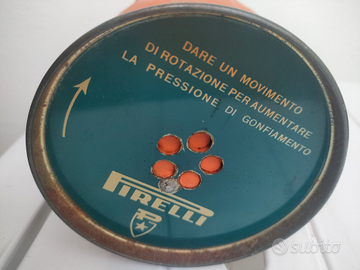 DARE UN MOVIMENTO
DI ROTAZIONE PER AUMENTARE
LA PRESSIONE DI GONFIAMENTO
PIRELLI
P
subito